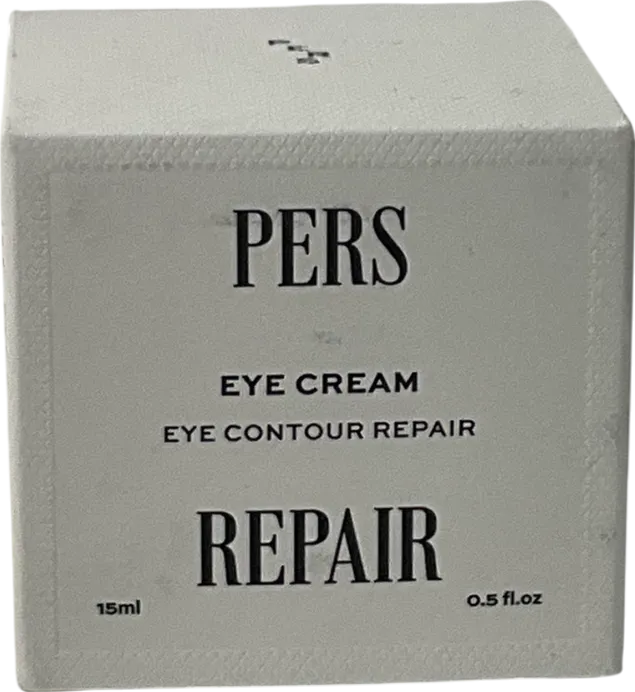 PERS
EYE CREAM
EYE CONTOUR REPAIR
REPAIR
15ml
0.5 fl.oz